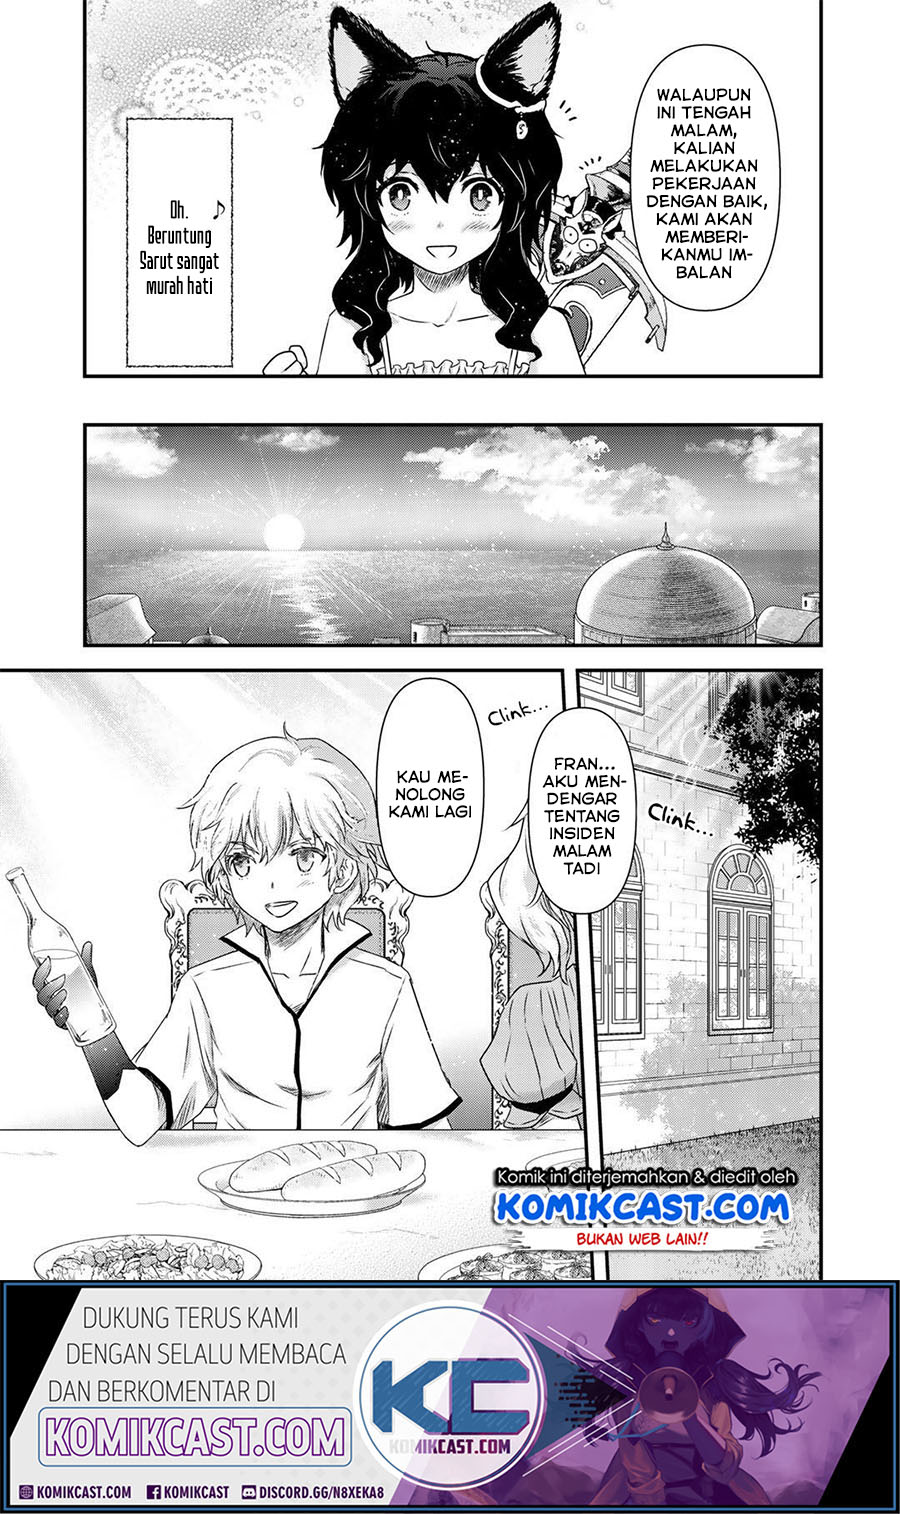 WALAUPUN
INI TENGAH
MALAM,
KALIAN
MELAKUKAN
PEKERJAAN
DENGAN BAIK,
KAMI AKAN
MEMBERI-
KANMU IM-
BALAN
Oh. ♪
Beruntung
Sarut sangat
murah hati
Clink...
FRAN...
AKU MEN-
DENGAR
TENTANG
INSIDEN
MALAM
TADI
Clink...
KAU ME-
NOLONG
KAMI LAGI
Komik ini diterjemahkan & diedit oleh
KOMIKCAST.COM
BUKAN WEB LAIN!!
DUKUNG TERUS KAMI
DENGAN SELALU MEMBACA
DAN BERKOMENTAR DI
KOMIKCAST.COM
KOMIKCAST.COM KOMIKCAST DISCORD.GG/N8XEKA8
KC
KOMIKCAST.COM